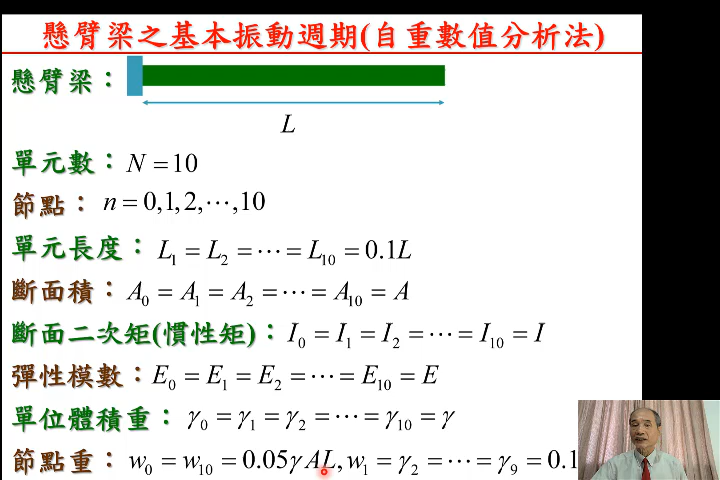 懸臂梁之基本振動週期(自重數值分析法)
懸臂梁：
L
單元數：N = 10
節點：n = 0,1,2,⋯,10
單元長度：L₁ = L₂ = ⋯ = L₁₀ = 0.1L
斷面積：A₀ = A₁ = A₂ = ⋯ = A₁₀ = A
斷面二次矩(慣性矩)：I₀ = I₁ = I₂ = ⋯ = I₁₀ = I
彈性模數：E₀ = E₁ = E₂ = ⋯ = E₁₀ = E
單位體積重：γ₀ = γ₁ = γ₂ = ⋯ = γ₁₀ = γ
節點重：w₀ = w₁₀ = 0.05γAL, w₁ = γ₂ = ⋯ = γ₉ = 0.1